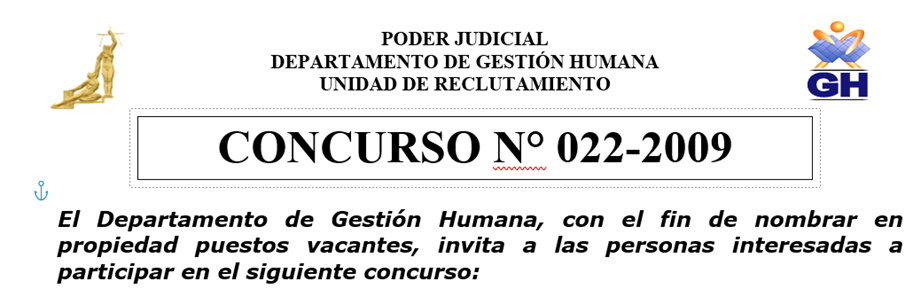 PODER JUDICIAL
DEPARTAMENTO DE GESTIÓN HUMANA
UNIDAD DE RECLUTAMIENTO
GH
CONCURSO N° 022-2009
El Departamento de Gestión Humana, con el fin de nombrar en
propiedad puestos vacantes, invita a las personas interesadas a
participar en el siguiente concurso: